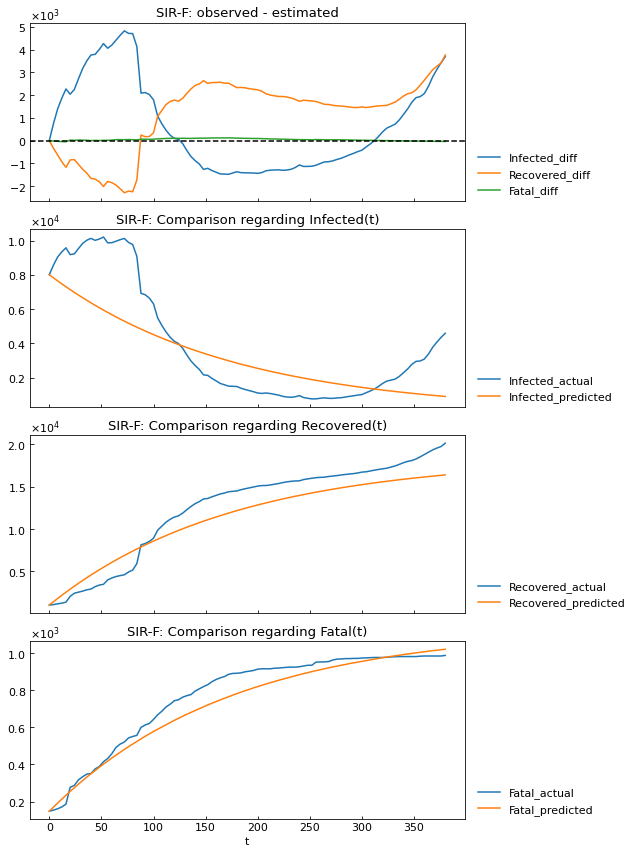 SIR-F: observed - estimated
×10³
5
4
3
2
1
0
−1
−2
Infected_diff
Recovered_diff
Fatal_diff
SIR-F: Comparison regarding Infected(t)
×10⁴
1.0
0.8
0.6
0.4
0.2
Infected_actual
Infected_predicted
SIR-F: Comparison regarding Recovered(t)
×10⁴
2.0
1.5
1.0
0.5
Recovered_actual
Recovered_predicted
SIR-F: Comparison regarding Fatal(t)
×10³
1.0
0.8
0.6
0.4
0.2
Fatal_actual
Fatal_predicted
0 50 100 150 200 250 300 350
t